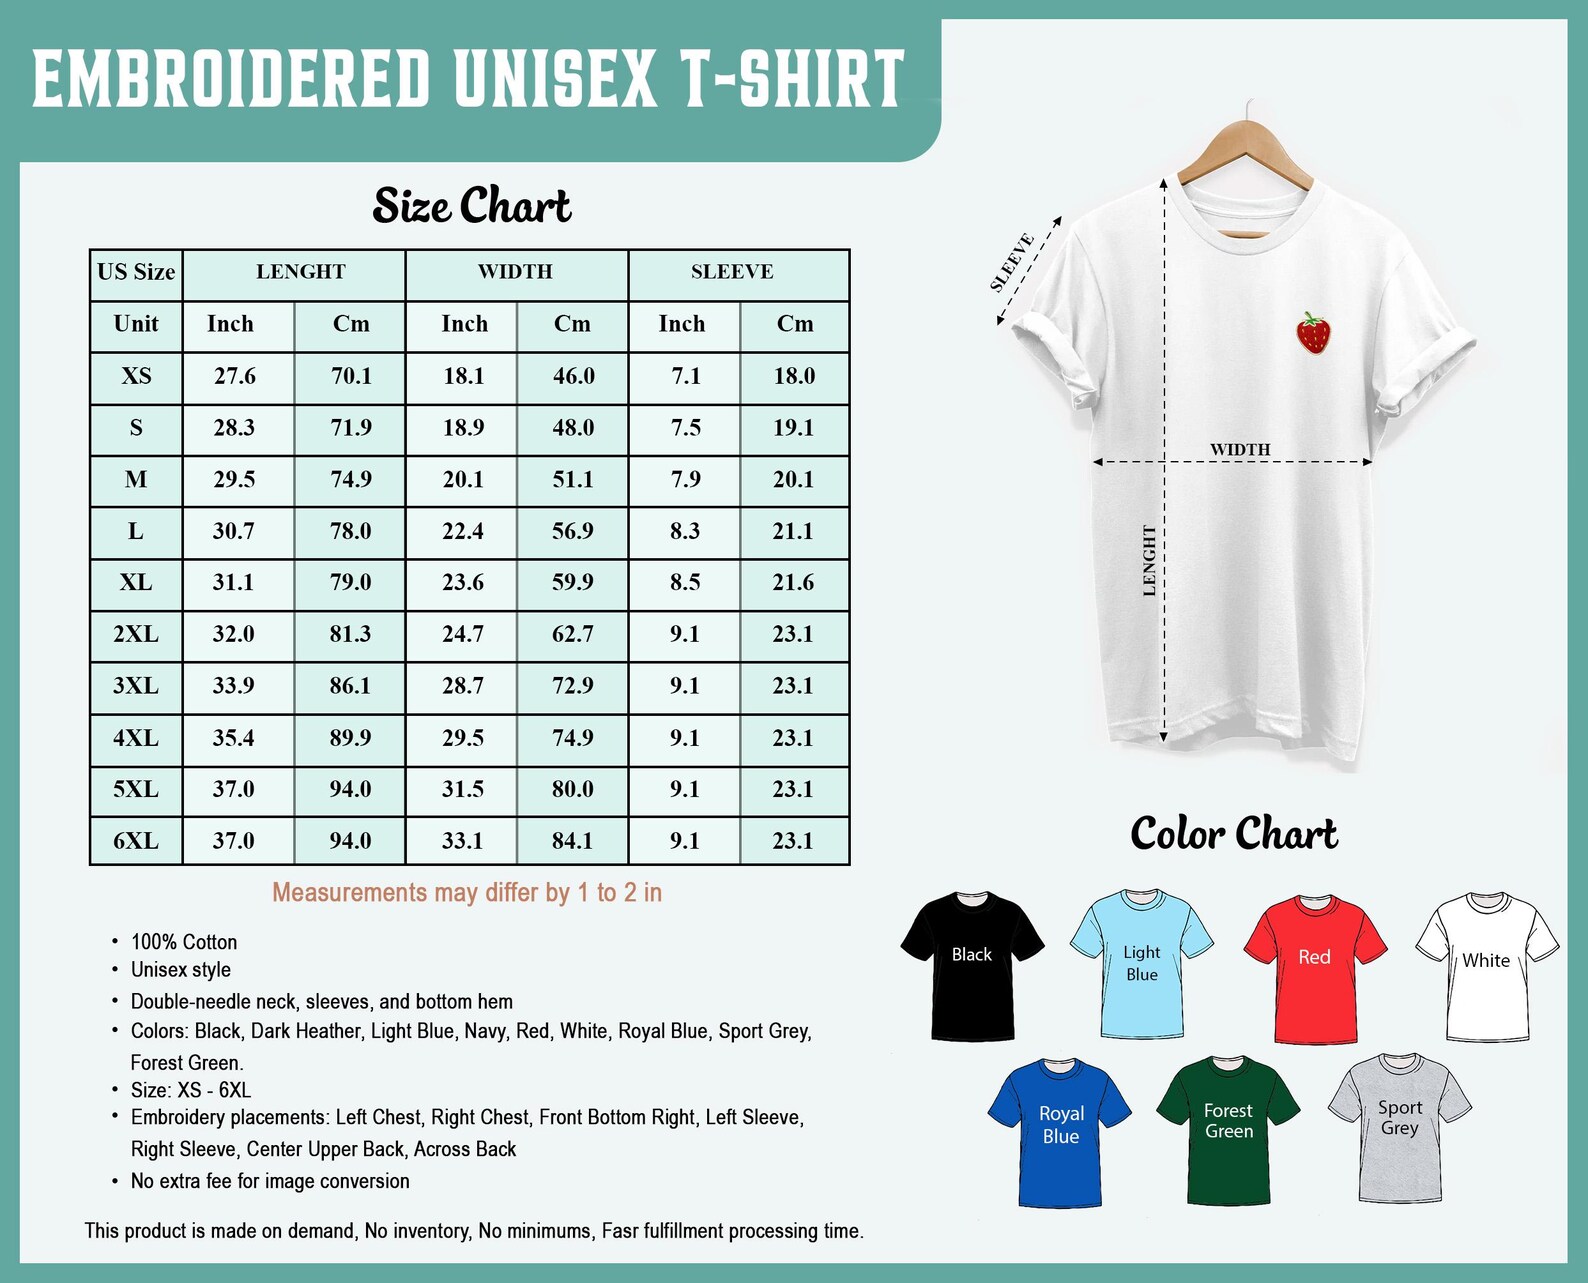 EMBROIDERED UNISEX T-SHIRT
Size Chart
US Size LENGHT WIDTH SLEEVE
Unit Inch Cm Inch Cm Inch Cm
XS 27.6 70.1 18.1 46.0 7.1 18.0
S 28.3 71.9 18.9 48.0 7.5 19.1
M 29.5 74.9 20.1 51.1 7.9 20.1
L 30.7 78.0 22.4 56.9 8.3 21.1
XL 31.1 79.0 23.6 59.9 8.5 21.6
2XL 32.0 81.3 24.7 62.7 9.1 23.1
3XL 33.9 86.1 28.7 72.9 9.1 23.1
4XL 35.4 89.9 29.5 74.9 9.1 23.1
5XL 37.0 94.0 31.5 80.0 9.1 23.1
6XL 37.0 94.0 33.1 84.1 9.1 23.1
Measurements may differ by 1 to 2 in
• 100% Cotton
• Unisex style
• Double-needle neck, sleeves, and bottom hem
• Colors: Black, Dark Heather, Light Blue, Navy, Red, White, Royal Blue, Sport Grey,
Forest Green.
• Size: XS - 6XL
• Embroidery placements: Left Chest, Right Chest, Front Bottom Right, Left Sleeve,
Right Sleeve, Center Upper Back, Across Back
• No extra fee for image conversion
This product is made on demand, No inventory, No minimums, Fasr fulfillment processing time.
SLEEVE
WIDTH
LENGHT
Color Chart
Black
Light
Blue
Red
White
Royal
Blue
Forest
Green
Sport
Grey